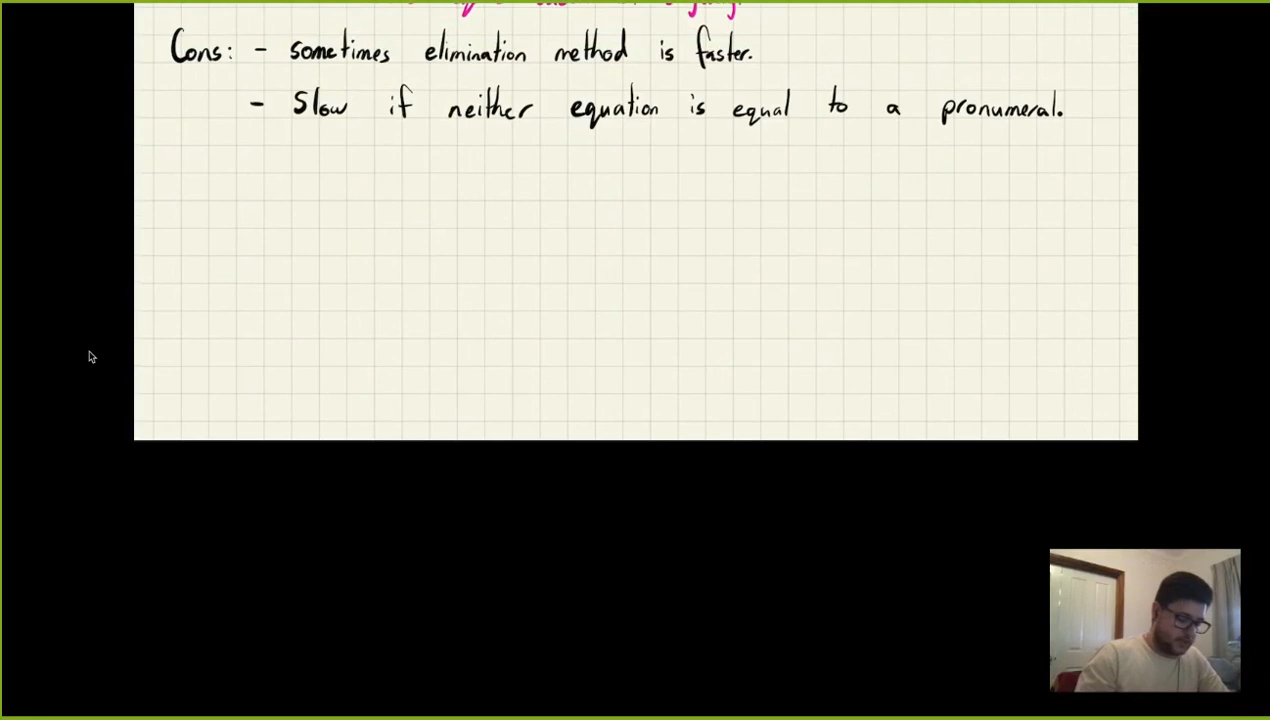 Cons: - sometimes elimination method is faster.
- Slow if neither equation is equal to a pronumeral.